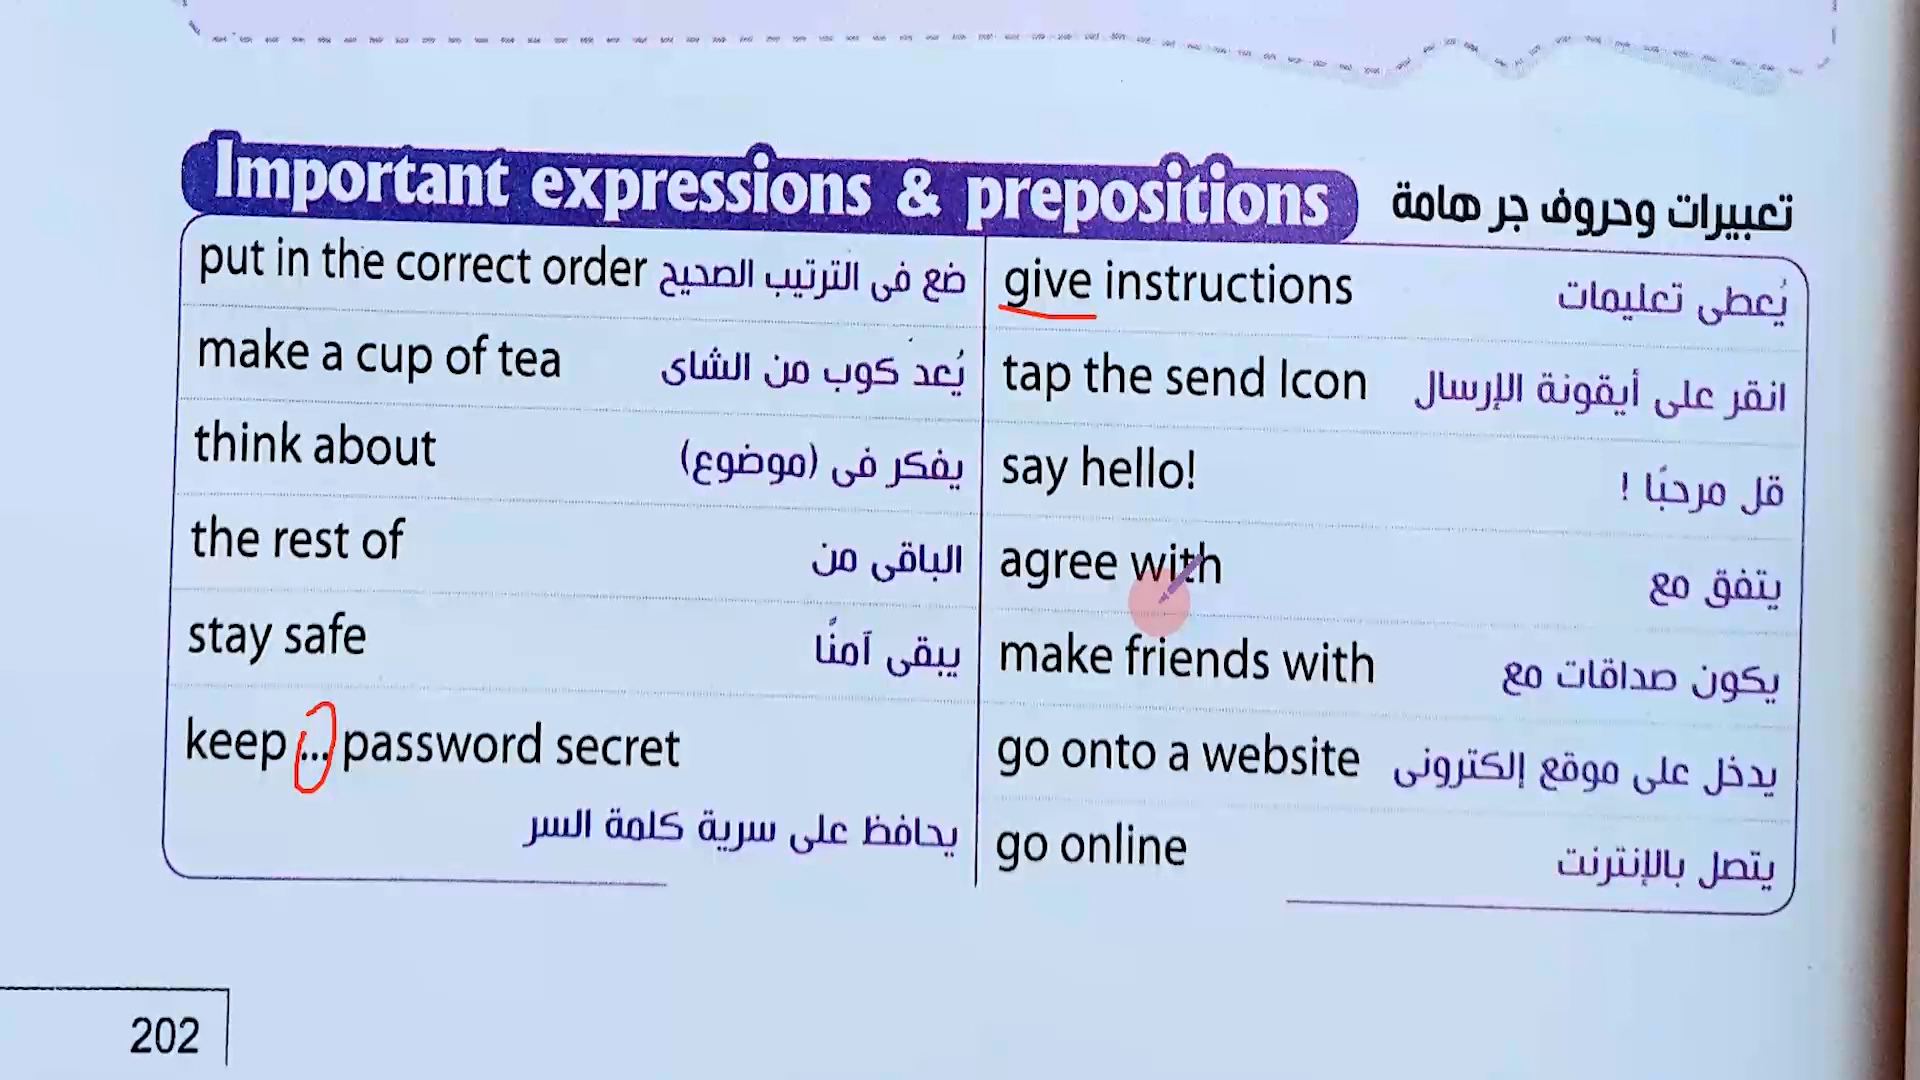 Important expressions & prepositions تعبيرات وحروف جر هامة
put in the correct order ضع فى الترتيب الصحيح
make a cup of tea يُعد كوب من الشاى
think about يفكر فى (موضوع)
the rest of الباقى من
stay safe يبقى آمنًا
keep ... password secret
يحافظ على سرية كلمة السر
give instructions يُعطى تعليمات
tap the send Icon انقر على أيقونة الإرسال
say hello! قل مرحبًا !
agree with يتفق مع
make friends with يكون صداقات مع
go onto a website يدخل على موقع إلكترونى
go online يتصل بالإنترنت
202